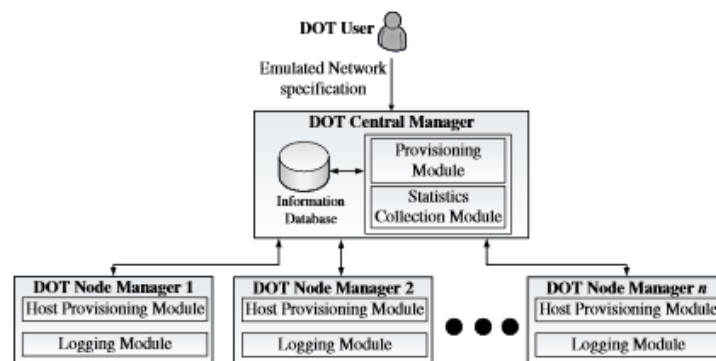 DOT User
Emulated Network
specification
DOT Central Manager
Provisioning
Module
Information
Database
Statistics
Collection Module
DOT Node Manager 1
Host Provisioning Module
Logging Module
DOT Node Manager 2
Host Provisioning Module
Logging Module
DOT Node Manager n
Host Provisioning Module
Logging Module